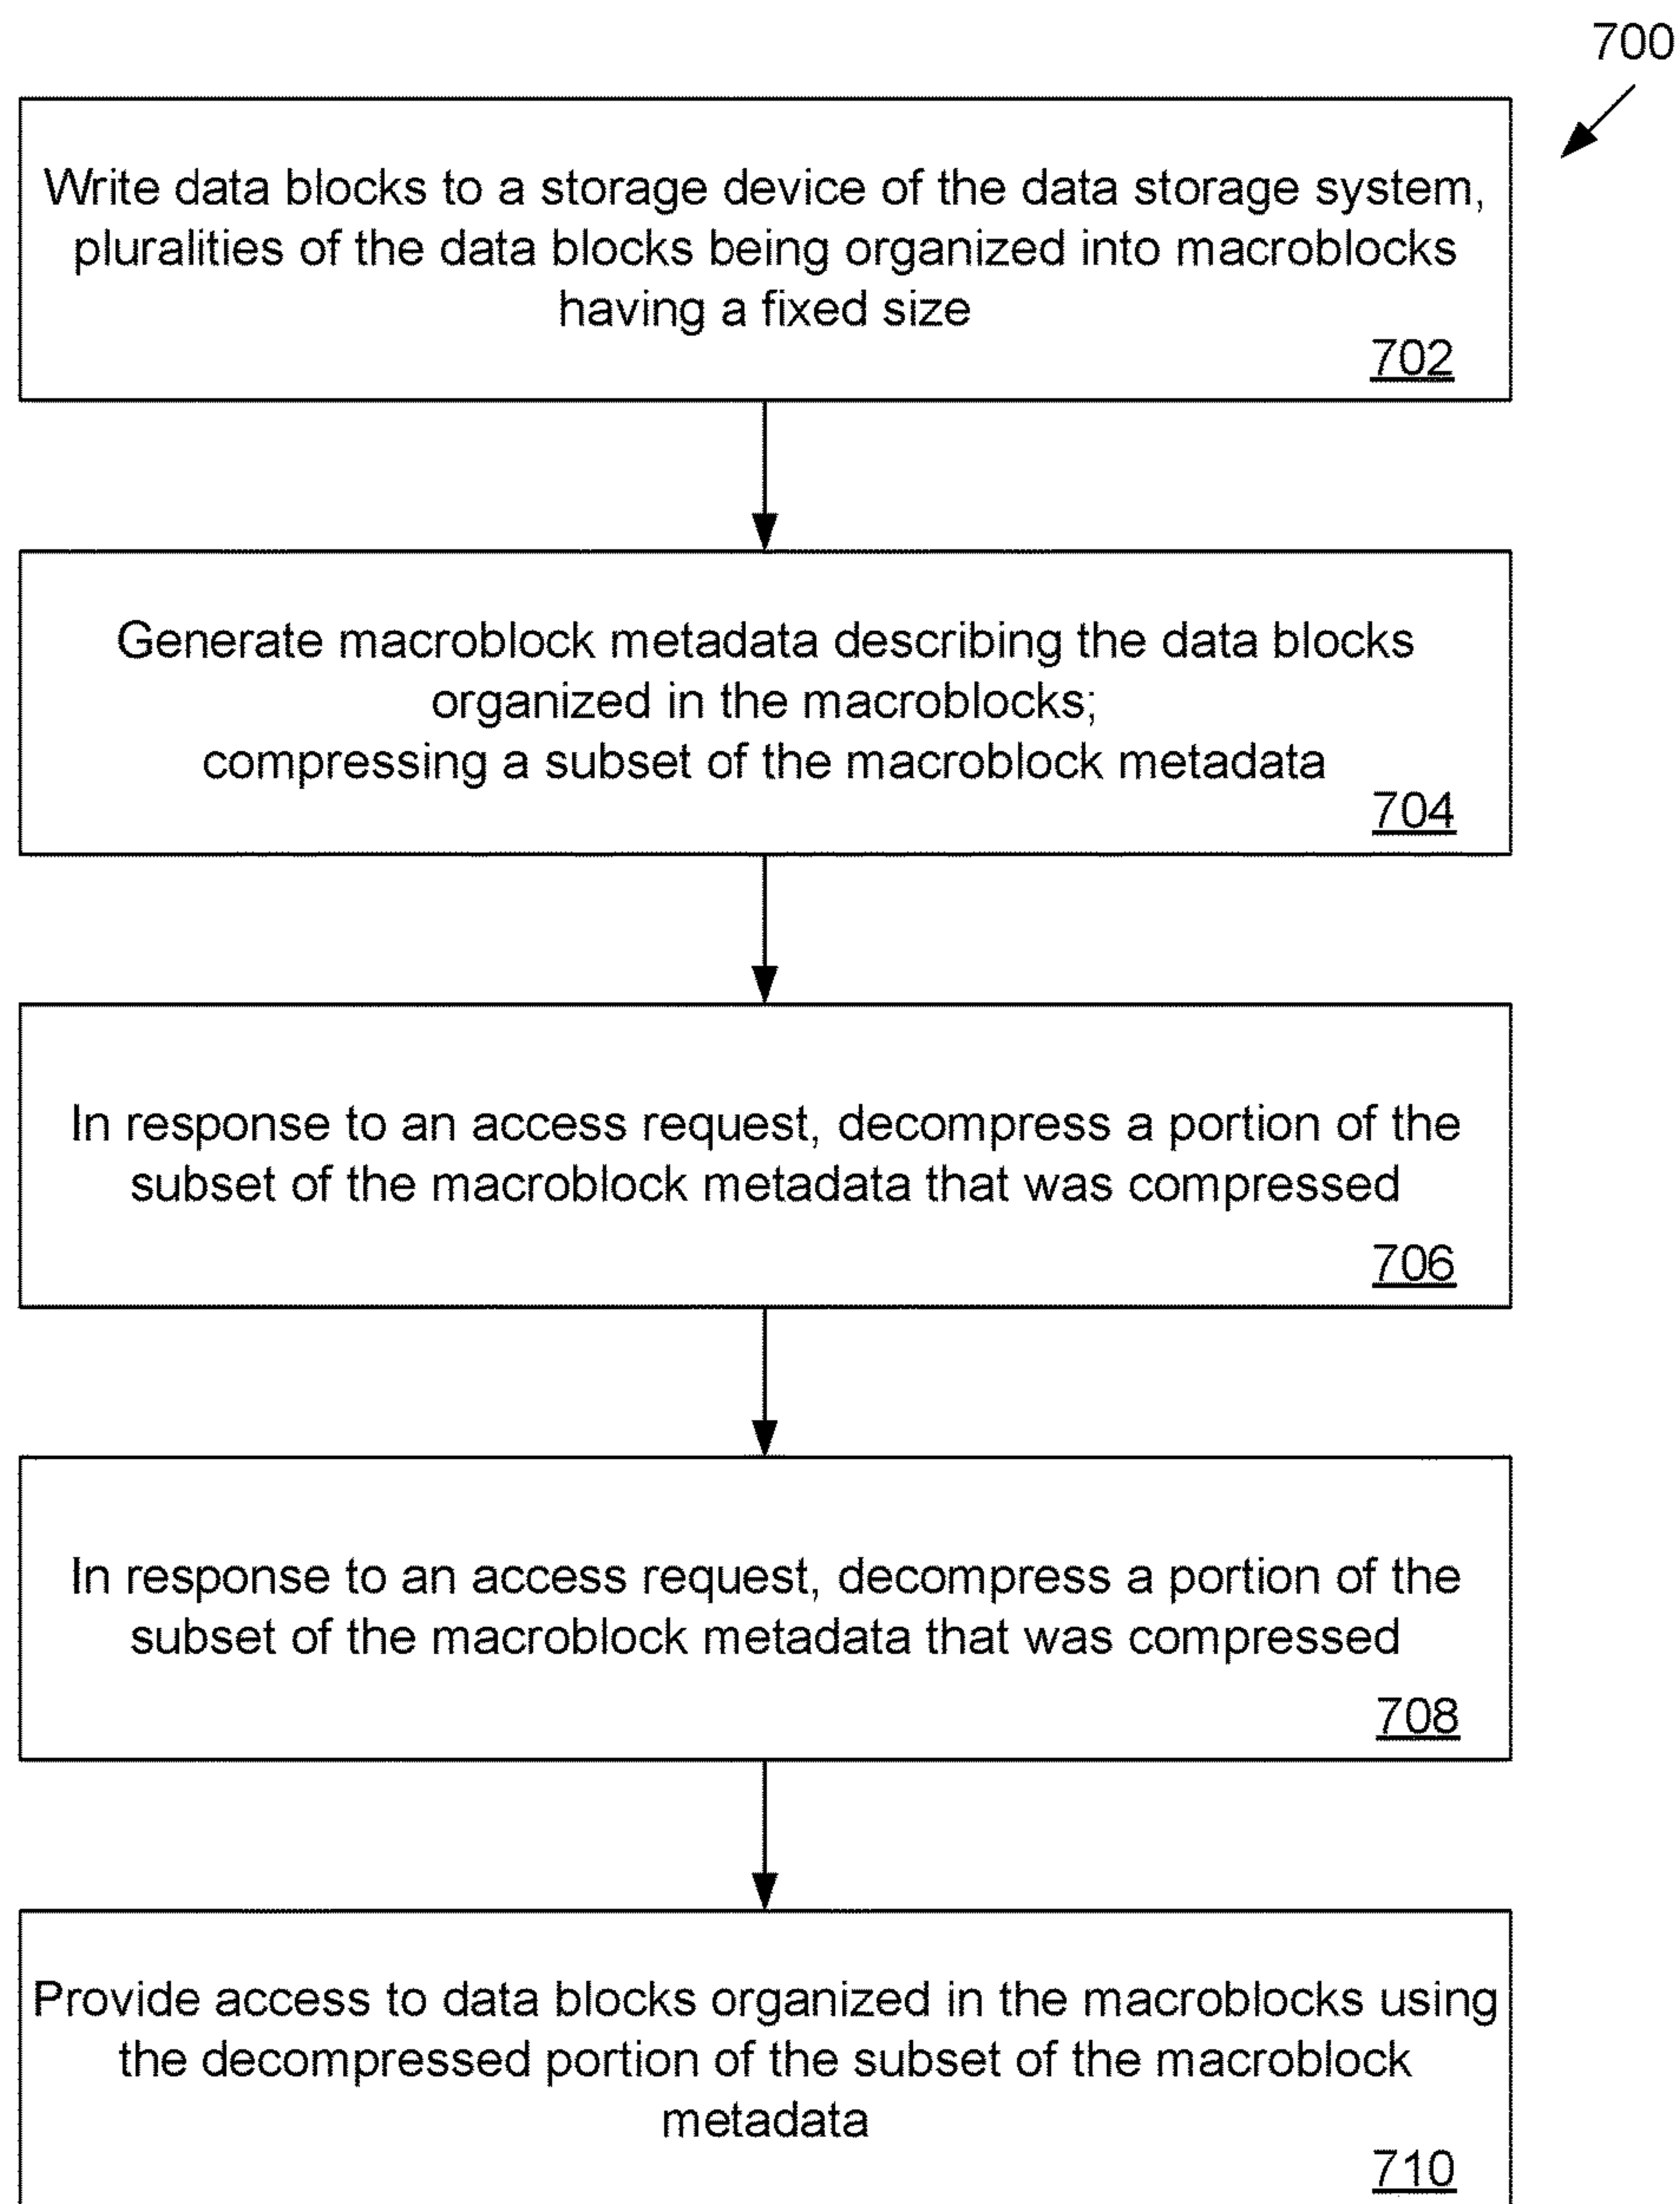 700
Write data blocks to a storage device of the data storage system,
pluralities of the data blocks being organized into macroblocks
having a fixed size
702
Generate macroblock metadata describing the data blocks
organized in the macroblocks;
compressing a subset of the macroblock metadata
704
In response to an access request, decompress a portion of the
subset of the macroblock metadata that was compressed
706
In response to an access request, decompress a portion of the
subset of the macroblock metadata that was compressed
708
Provide access to data blocks organized in the macroblocks using
the decompressed portion of the subset of the macroblock
metadata
710